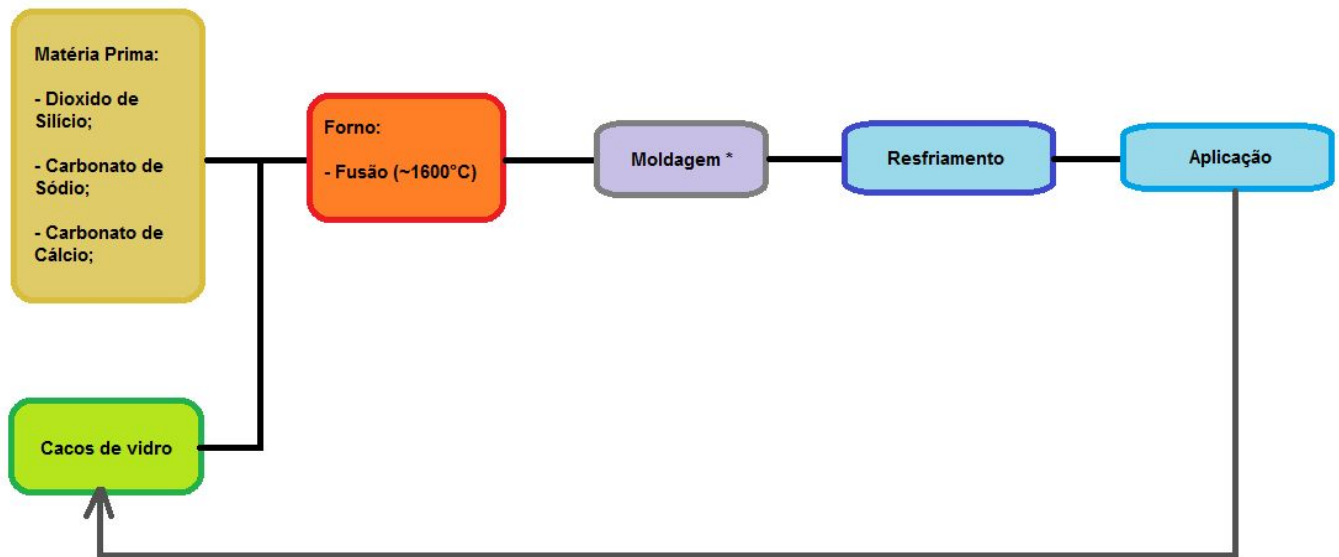 Matéria Prima:
- Dioxido de
Silício;
- Carbonato de
Sódio;
- Carbonato de
Cálcio;
Forno:
- Fusão (~1600°C)
Moldagem *
Resfriamento
Aplicação
Cacos de vidro